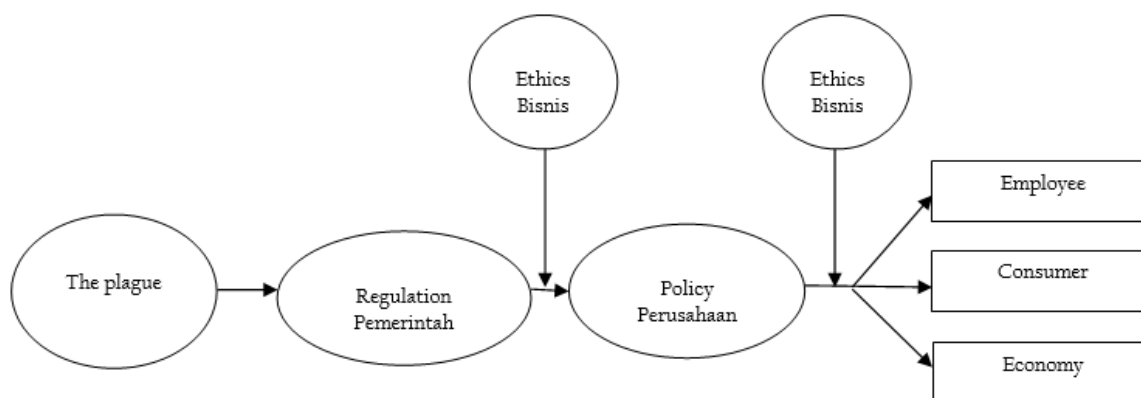 Ethics
Bisnis
Ethics
Bisnis
The plague
Regulation
Pemerintah
Policy
Perusahaan
Employee
Consumer
Economy